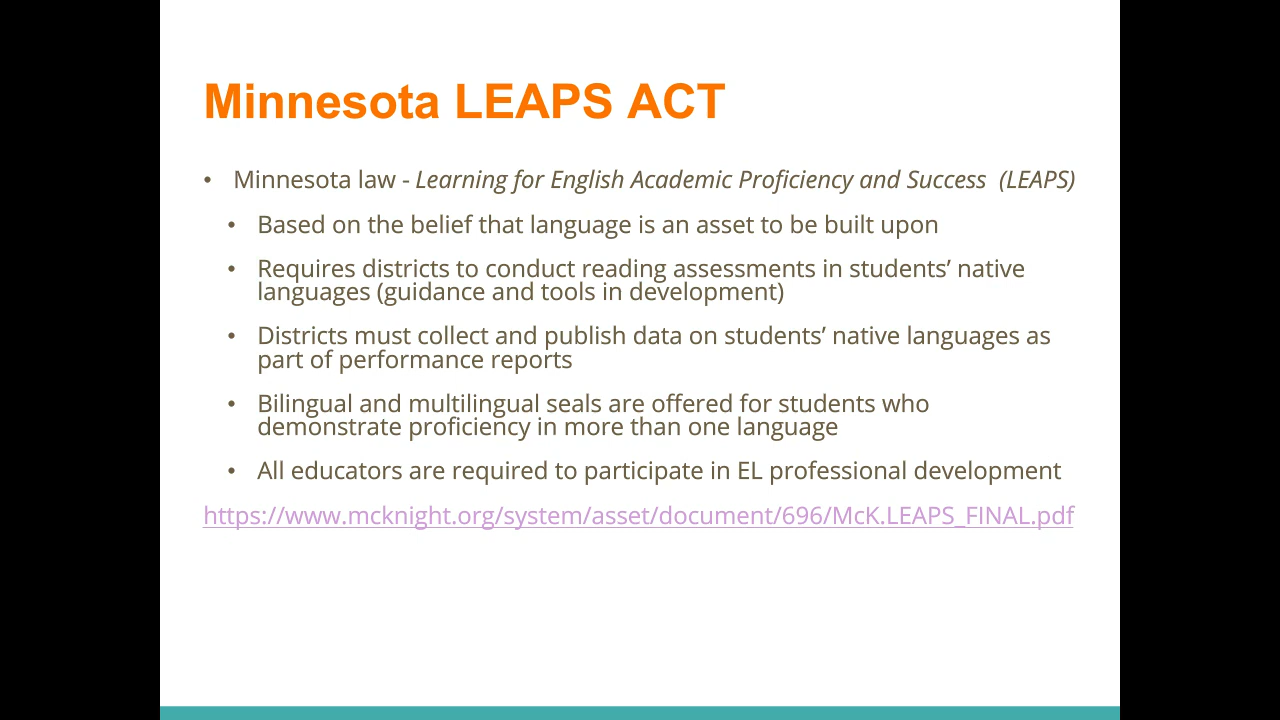 Minnesota LEAPS ACT
• Minnesota law - Learning for English Academic Proficiency and Success  (LEAPS)
• Based on the belief that language is an asset to be built upon
• Requires districts to conduct reading assessments in students’ native
languages (guidance and tools in development)
• Districts must collect and publish data on students’ native languages as
part of performance reports
• Bilingual and multilingual seals are offered for students who
demonstrate proficiency in more than one language
• All educators are required to participate in EL professional development
https://www.mcknight.org/system/asset/document/696/McK.LEAPS_FINAL.pdf